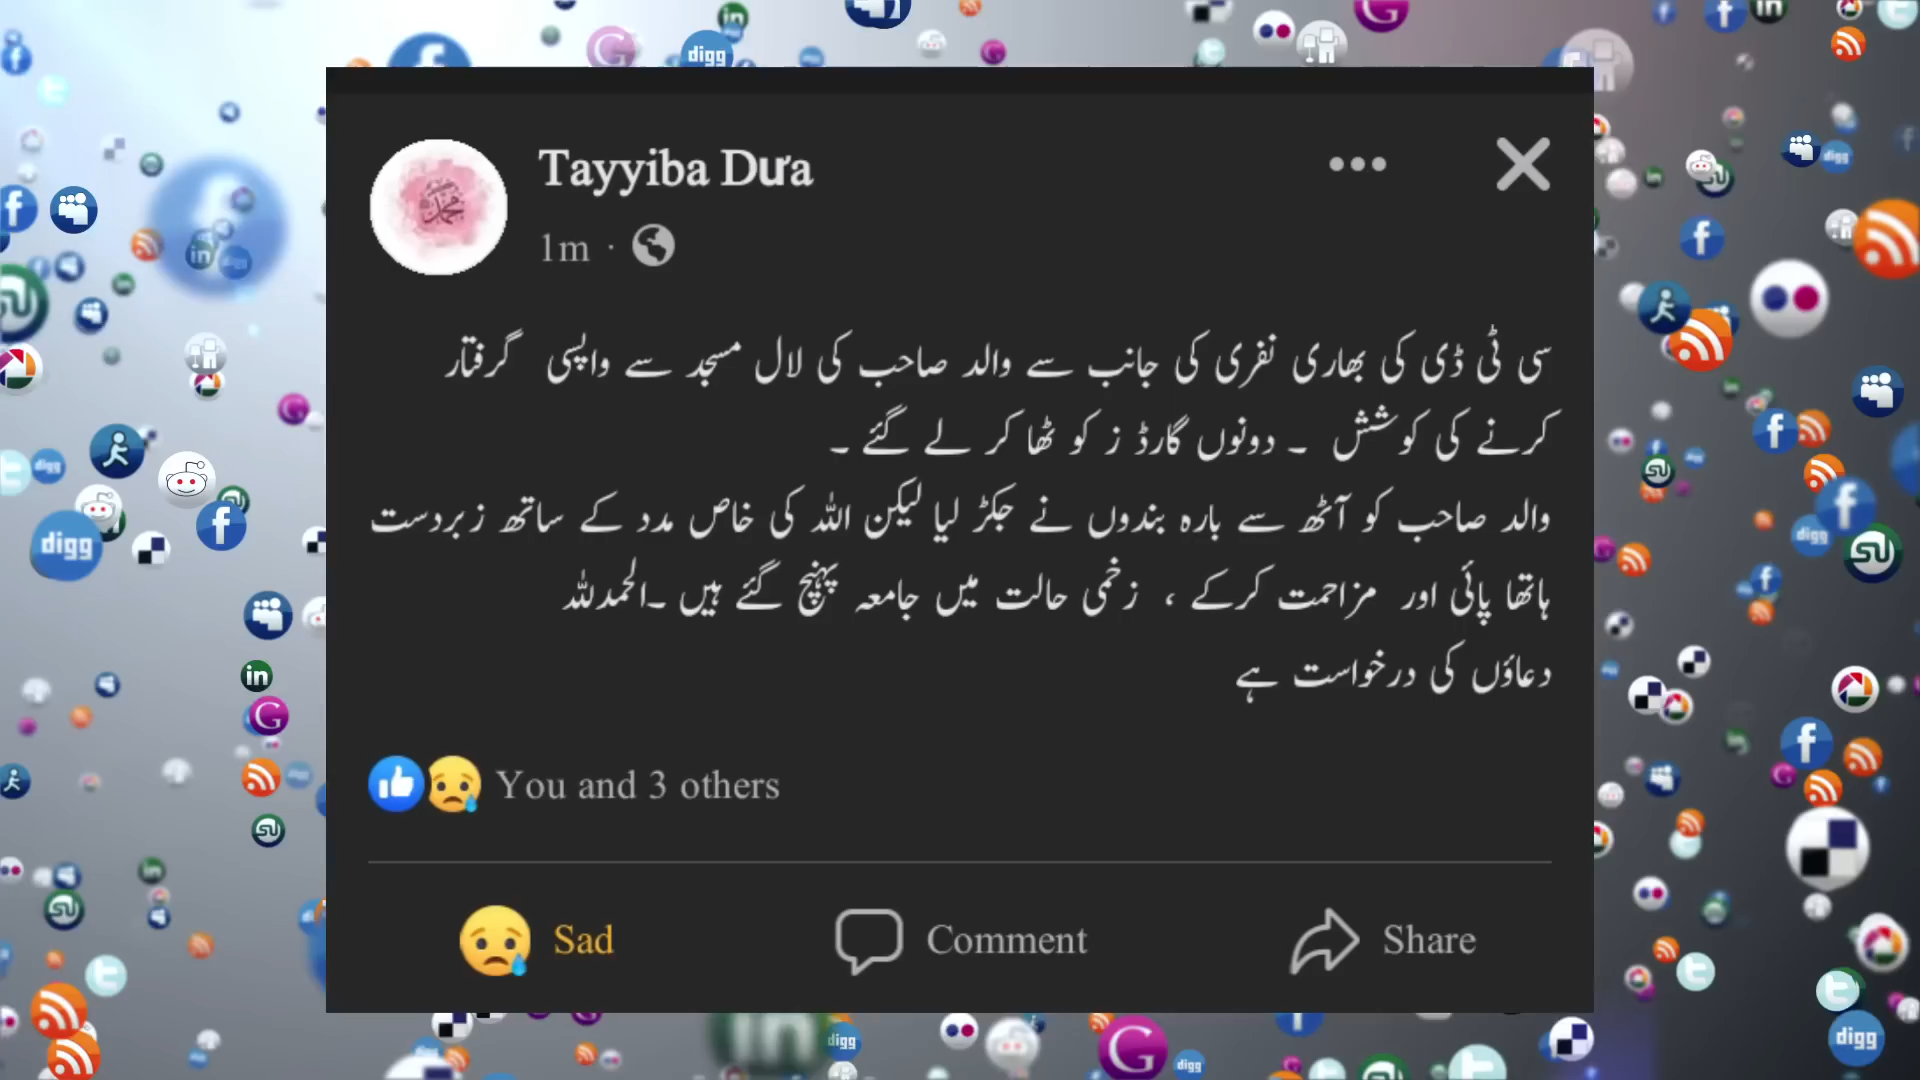 Tayyiba Dưa
1m ·
سی ٹی ڈی کی بھاری نفری کی جانب سے والد صاحب کی لال مسجد سے واپسی گرفتار
کرنے کی کوشش ۔ دونوں گارڈ ز کو ٹھا کر لے گئے ۔
والد صاحب کو آٹھ سے بارہ بندوں نے جکڑ لیا لیکن اللہ کی خاص مدد کے ساتھ زبردست
ہاتھا پائی اور مزاحمت کرکے ، زخمی حالت میں جامعہ پہنچ گئے ہیں ۔الحمدللہ
دعاؤں کی درخواست ہے
You and 3 others
Sad Comment Share